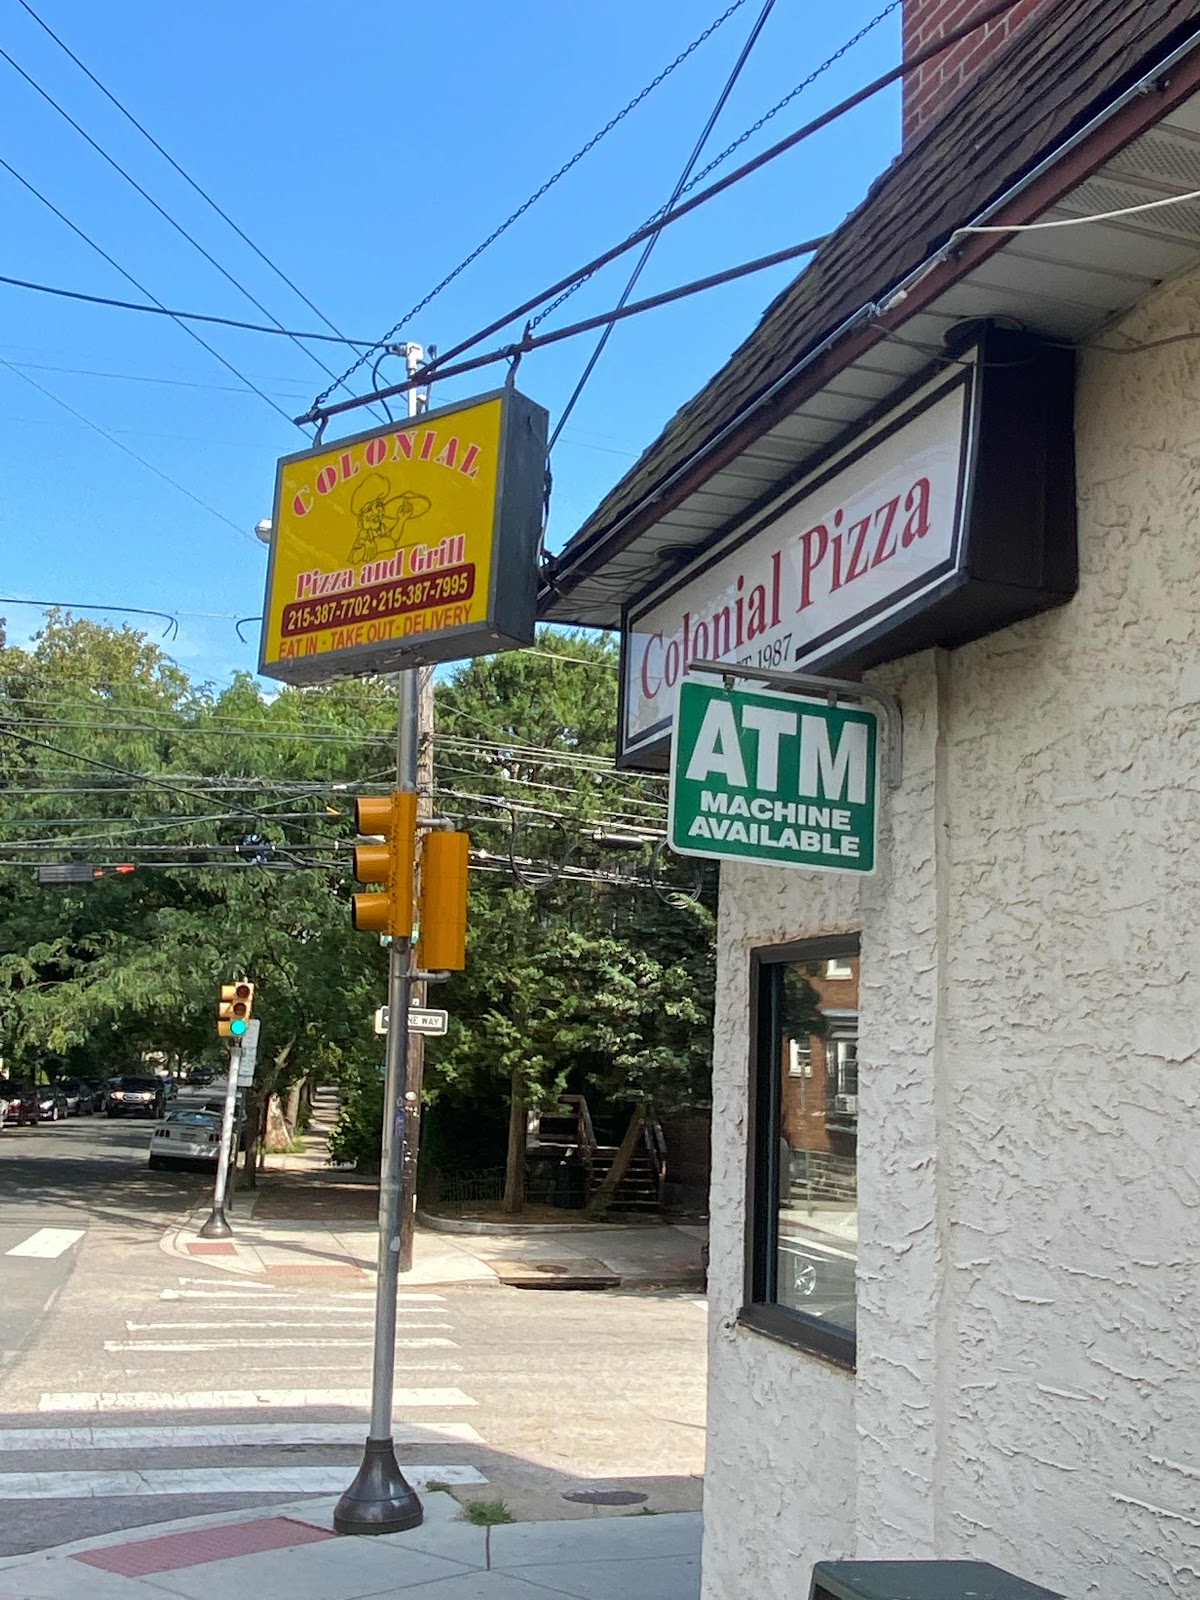 COLONIAL
Pizza and Grill
215-387-7702 • 215-387-7995
EAT IN - TAKE OUT - DELIVERY
Colonial Pizza
1987
ATM
MACHINE
AVAILABLE
WAY